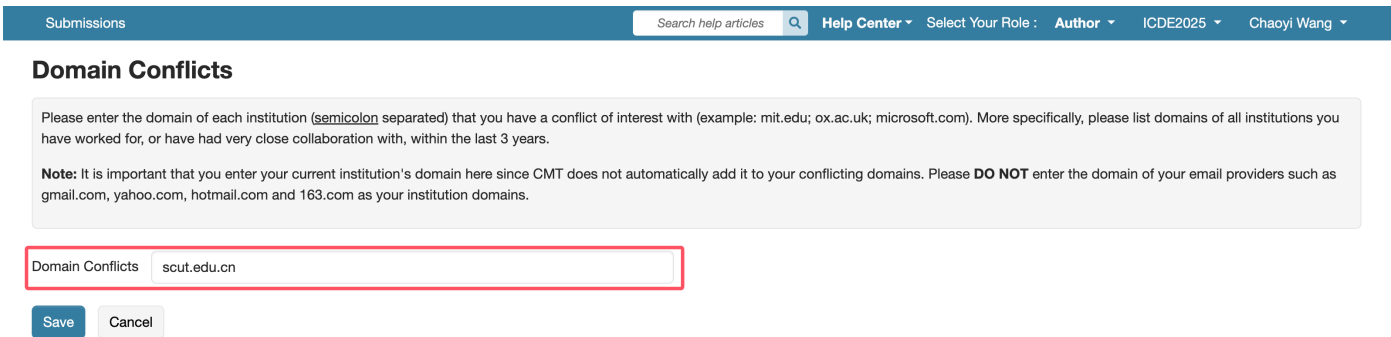 Submissions Search help articles Help Center Select Your Role : Author ICDE2025 Chaoyi Wang
Domain Conflicts
Please enter the domain of each institution (semicolon separated) that you have a conflict of interest with (example: mit.edu; ox.ac.uk; microsoft.com). More specifically, please list domains of all institutions you
have worked for, or have had very close collaboration with, within the last 3 years.
Note: It is important that you enter your current institution's domain here since CMT does not automatically add it to your conflicting domains. Please DO NOT enter the domain of your email providers such as
gmail.com, yahoo.com, hotmail.com and 163.com as your institution domains.
Domain Conflicts scut.edu.cn
Save Cancel